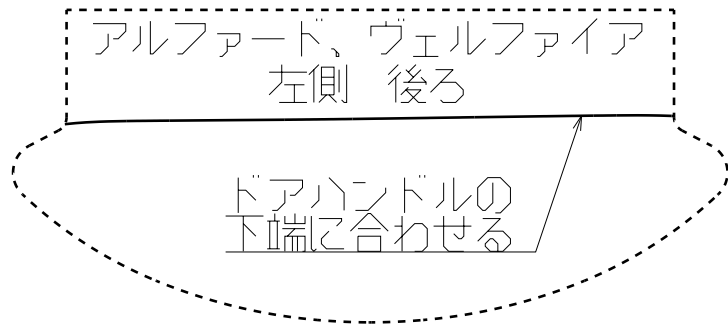 アルファード、ヴェルファイア
左側　後ろ
ドアハンドルの
下端に合わせる